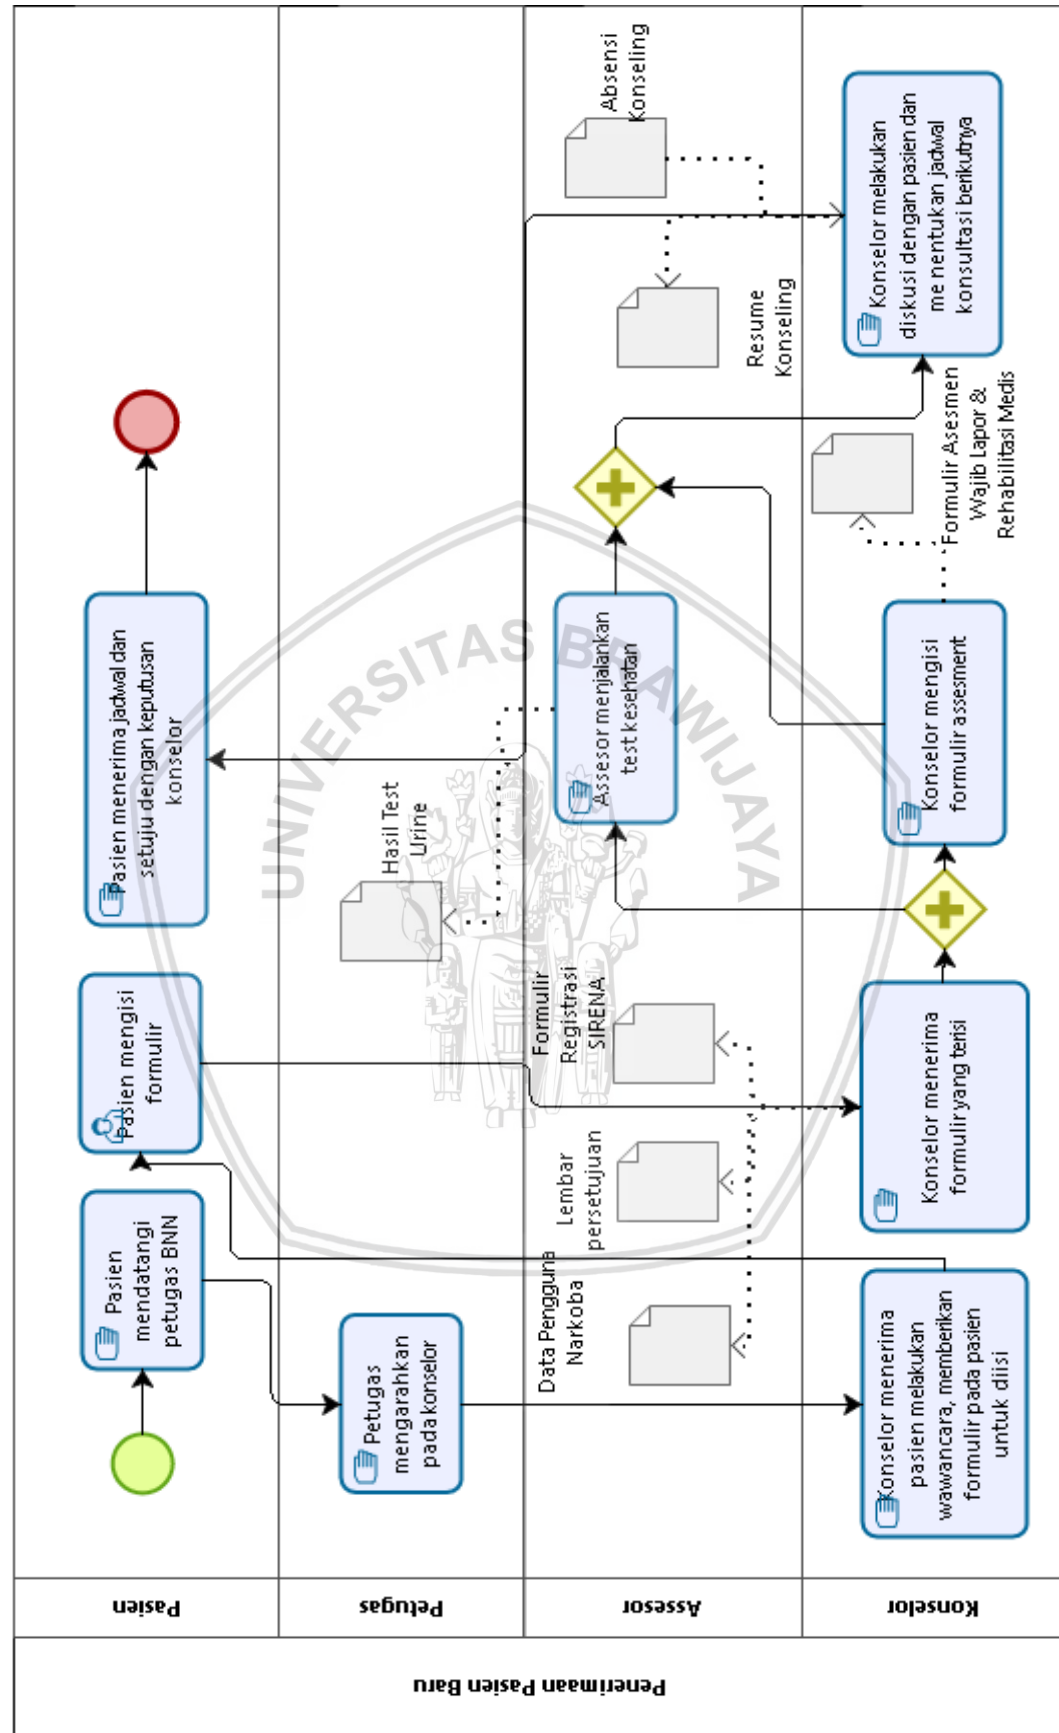 Penerimaan Pasien Baru
Pasien
Petugas
Assesor
Konselor
Pasien
mendatangi
petugas BNN
Pasien mengisi
formulir
Pasien menerima jadwal dan
setuju dengan keputusan
konselor
Petugas
mengarahkan
pada konselor
Hasil Test
Urine
Data Pengguna
Narkoba
Lembar
persetujuan
Formulir
Registrasi
SIRENA
Assesor menjalankan
test kesehatan
Resume
Konseling
Absensi
Konseling
Konselor menerima
pasien melakukan
wawancara, memberikan
formulir pada pasien
untuk diisi
Konselor menerima
formulir yang terisi
Konselor mengisi
formulir assesment
Formulir Asesmen
Wajib Lapor &
Rehabilitasi Medis
Konselor melakukan
diskusi dengan pasien dan
me nentukan jadwal
konsultasi berikutnya
UNIVERSITAS BRAWIJAYA